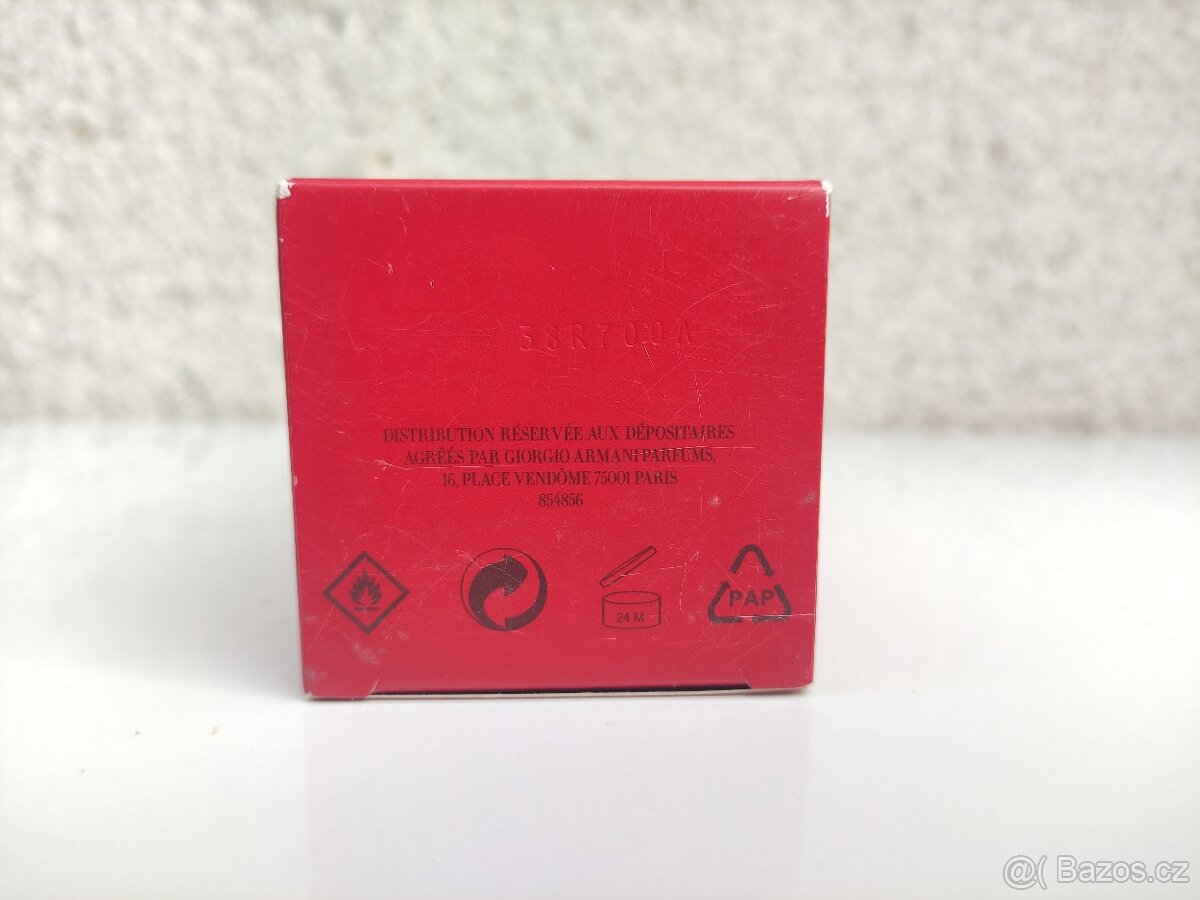 38R700A
DISTRIBUTION RÉSERVÉE AUX DÉPOSITAIRES
AGRÉÉS PAR GIORGIO ARMANI PARFUMS,
16, PLACE VENDÔME 75001 PARIS
854856
24 M
PAP
@( Bazos.cz